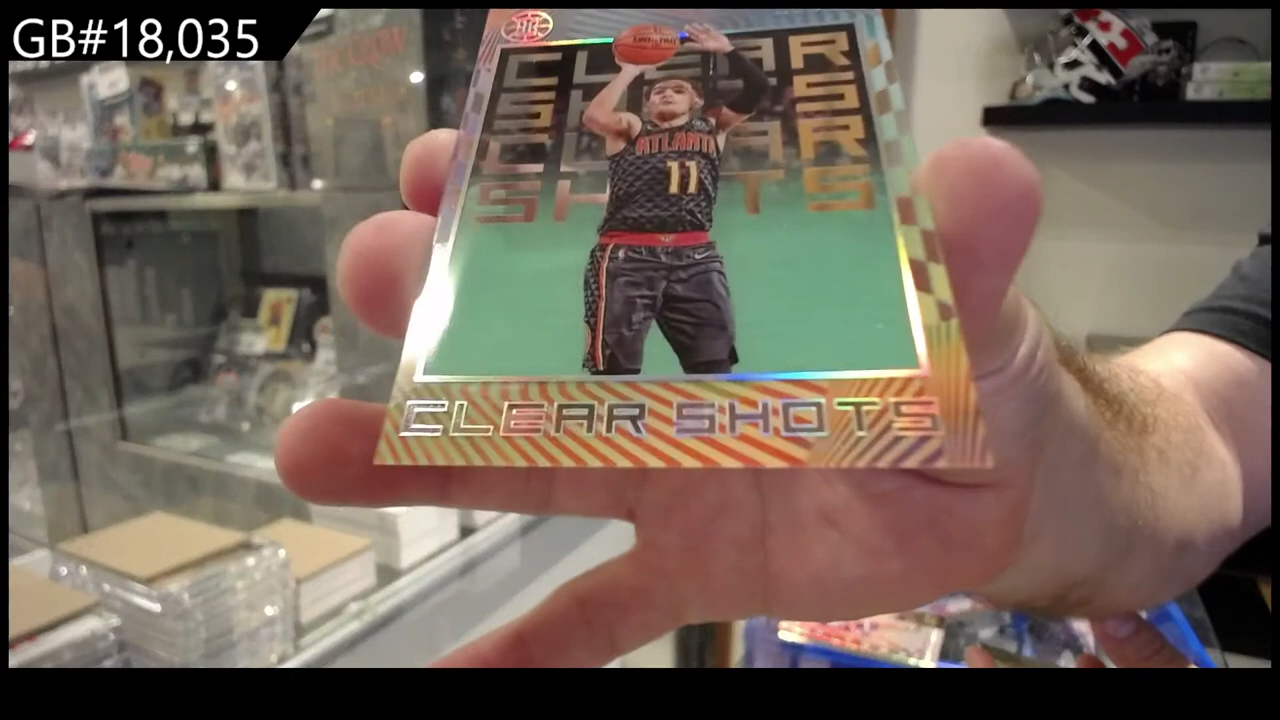 GB#18,035
CLEAR
SHOTS
CLEAR
SHOTS
ATLANTA
11
CLEAR SHOTS